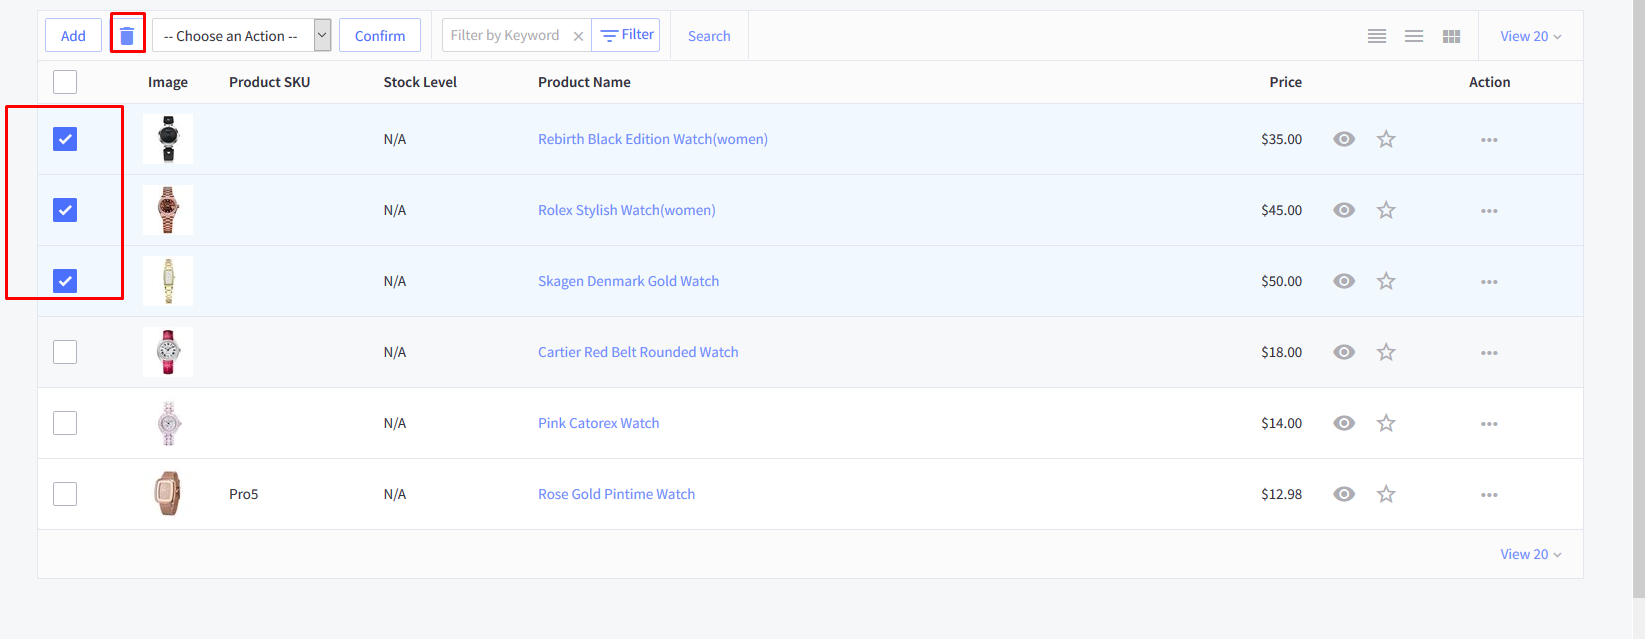 Add -- Choose an Action -- Confirm Filter by Keyword Filter Search View 20
Image Product SKU Stock Level Product Name Price Action
N/A Rebirth Black Edition Watch(women) $35.00
N/A Rolex Stylish Watch(women) $45.00
N/A Skagen Denmark Gold Watch $50.00
N/A Cartier Red Belt Rounded Watch $18.00
N/A Pink Catorex Watch $14.00
Pro5 N/A Rose Gold Pintime Watch $12.98
View 20